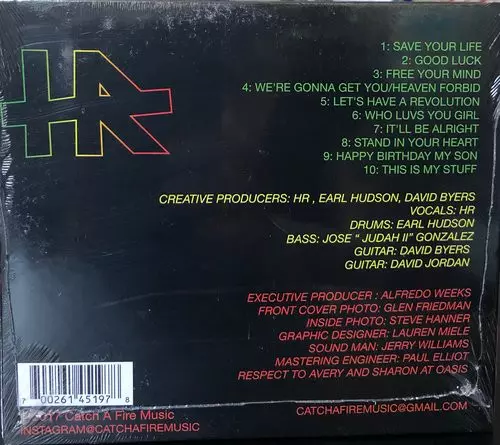 HR
1: SAVE YOUR LIFE
2: GOOD LUCK
3: FREE YOUR MIND
4: WE'RE GONNA GET YOU/HEAVEN FORBID
5: LET'S HAVE A REVOLUTION
6: WHO LUVS YOU GIRL
7: IT'LL BE ALRIGHT
8: STAND IN YOUR HEART
9: HAPPY BIRTHDAY MY SON
10: THIS IS MY STUFF
CREATIVE PRODUCERS: HR , EARL HUDSON, DAVID BYERS
VOCALS: HR
DRUMS: EARL HUDSON
BASS: JOSE " JUDAH II" GONZALEZ
GUITAR: DAVID BYERS
GUITAR: DAVID JORDAN
EXECUTIVE PRODUCER : ALFREDO WEEKS
FRONT COVER PHOTO: GLEN FRIEDMAN
INSIDE PHOTO: STEVE HANNER
GRAPHIC DESIGNER: LAUREN MIELE
SOUND MAN: JERRY WILLIAMS
MASTERING ENGINEER: PAUL ELLIOT
RESPECT TO AVERY AND SHARON AT OASIS
7 00261 45197 8
2017 Catch A Fire Music
INSTAGRAM@CATCHAFIREMUSIC
CATCHAFIREMUSIC@GMAIL.COM